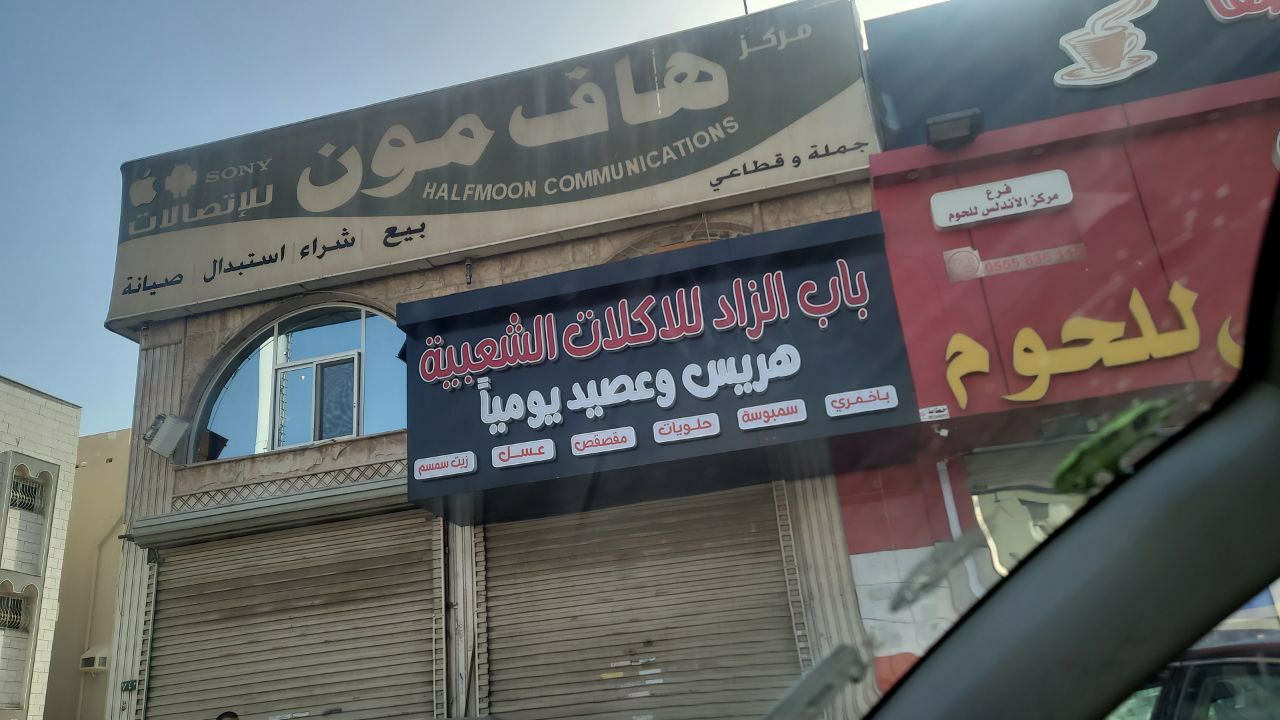 مركز
هاف مون
للإتصالات
SONY
HALFMOON COMMUNICATIONS
جملة و قطاعي
بيع شراء استبدال صيانة
باب الزاد للاكلات الشعبية
هريس وعصيد يومياً
باخمري سمبوسة حلويات مقصقص عسل زيت سمسم
فرع
مركز الأندلس للحوم
للحوم